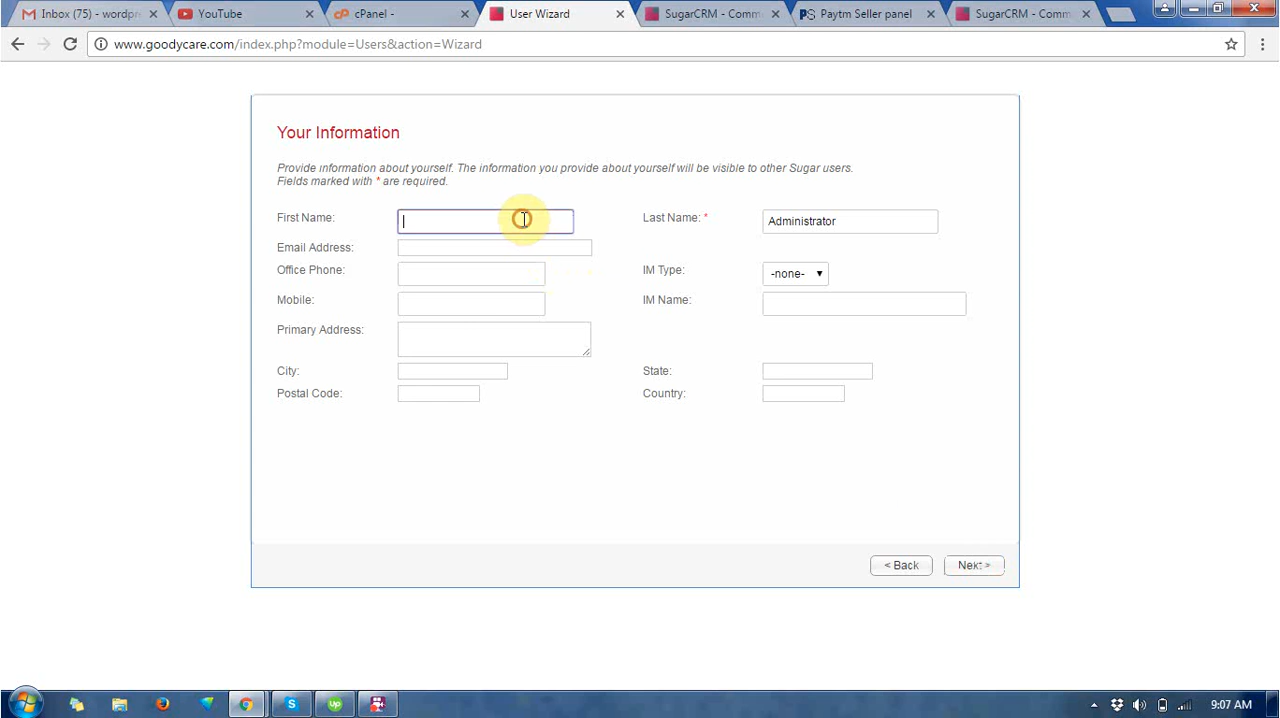 Inbox (75) - wordpr
YouTube
cPanel -
User Wizard
SugarCRM - Comm
Paytm Seller panel
SugarCRM - Comm
www.goodycare.com/index.php?module=Users&action=Wizard
Your Information
Provide information about yourself. The information you provide about yourself will be visible to other Sugar users.
Fields marked with * are required.
First Name:
Last Name: *
Administrator
Email Address:
Office Phone:
IM Type:
-none-
Mobile:
IM Name:
Primary Address:
City:
State:
Postal Code:
Country:
< Back
Next >
9:07 AM